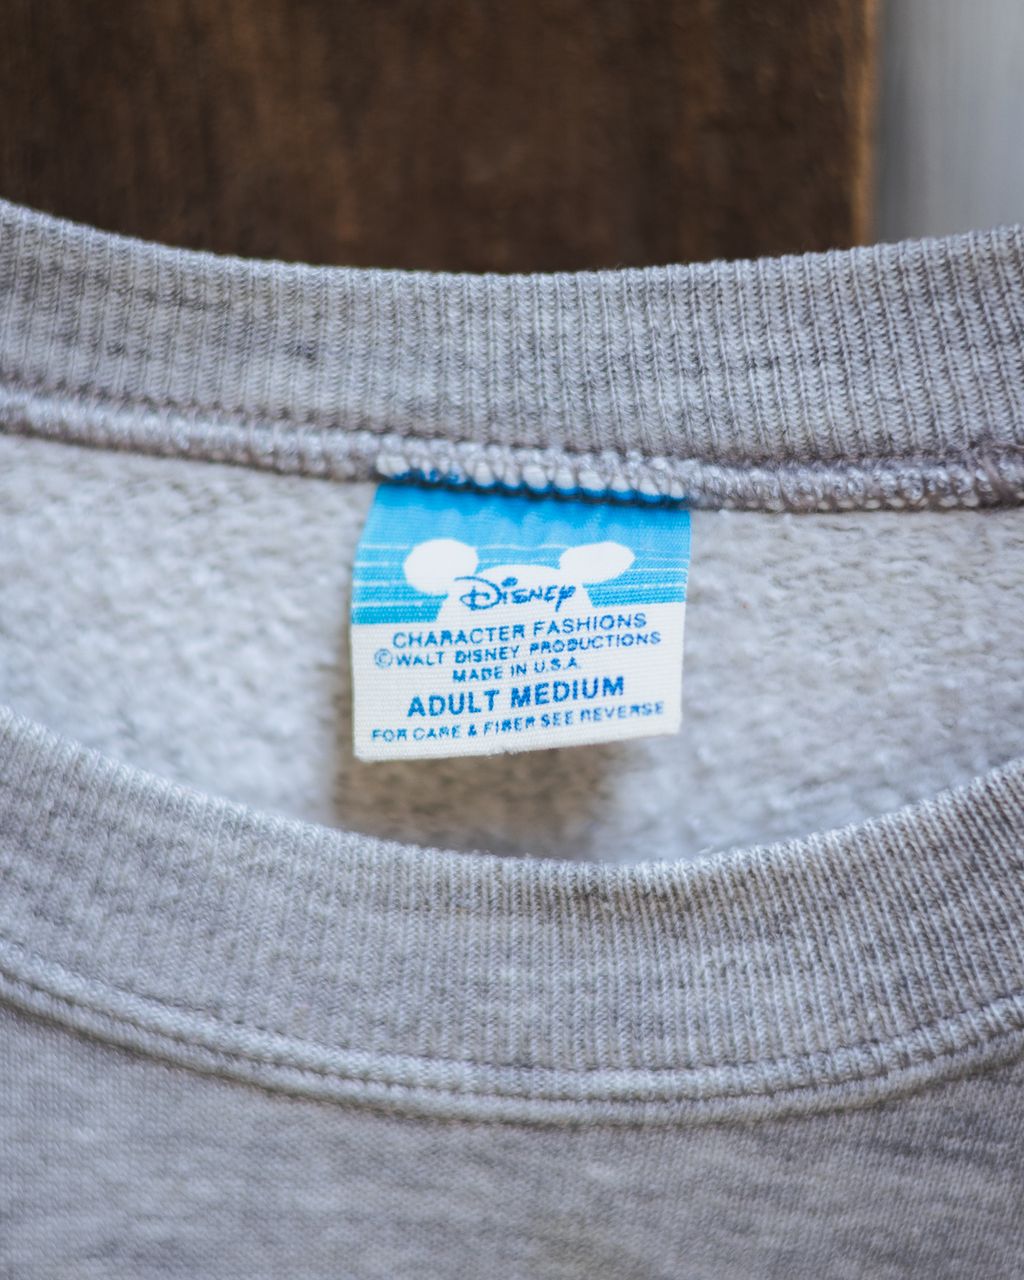 Disney
CHARACTER FASHIONS
©WALT DISNEY PRODUCTIONS
MADE IN U.S.A.
ADULT MEDIUM
FOR CARE & FIBER SEE REVERSE